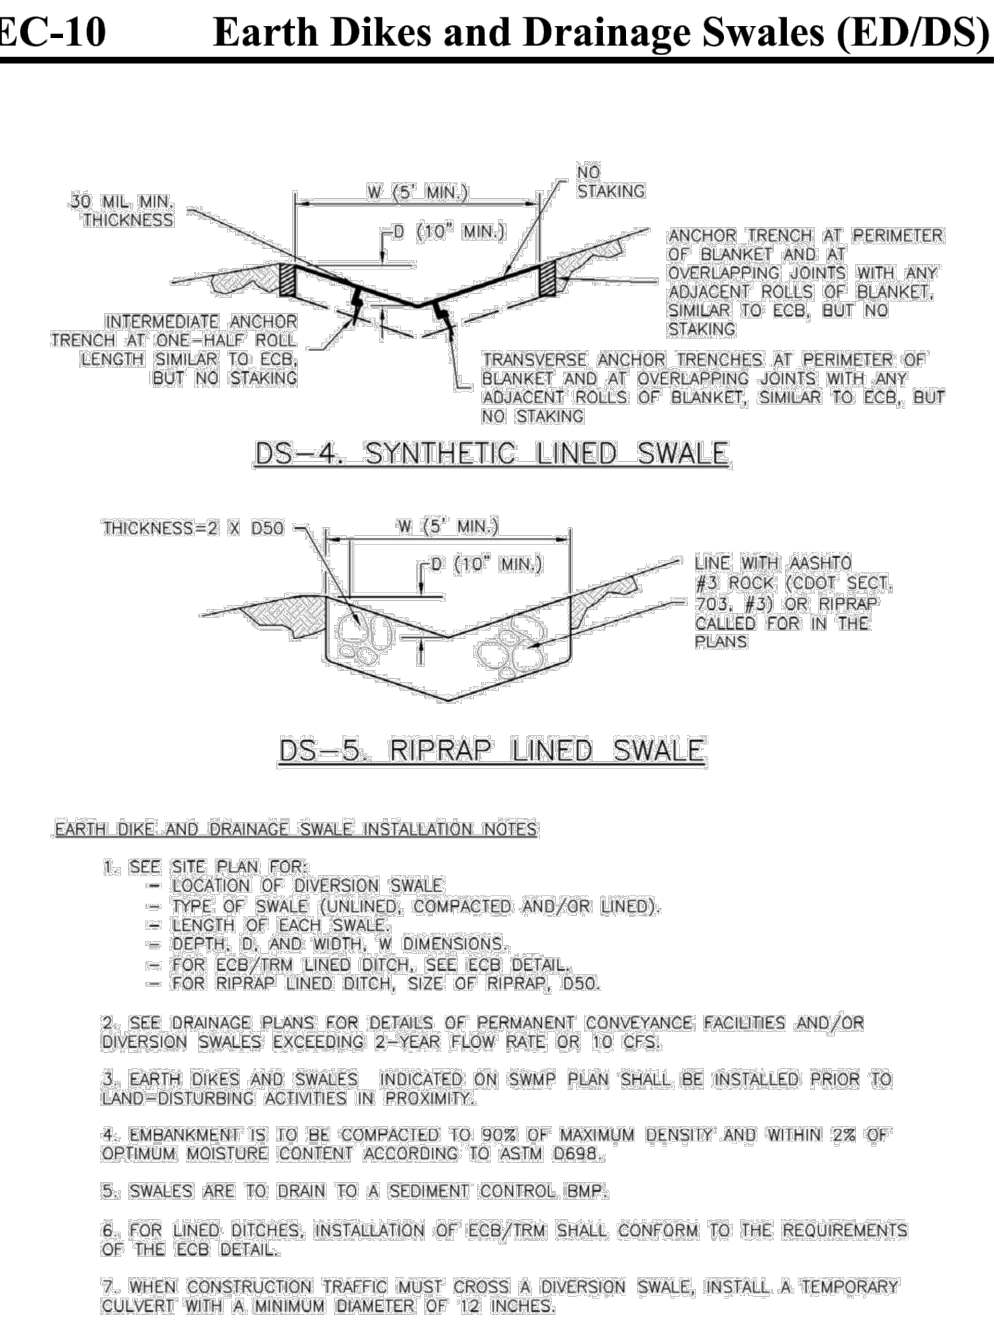 EC-10 Earth Dikes and Drainage Swales (ED/DS)
30 MIL MIN.
THICKNESS
W (5' MIN.)
D (10" MIN.)
NO
STAKING
ANCHOR TRENCH AT PERIMETER
OF BLANKET AND AT
OVERLAPPING JOINTS WITH ANY
ADJACENT ROLLS OF BLANKET,
SIMILAR TO ECB, BUT NO
STAKING
INTERMEDIATE ANCHOR
TRENCH AT ONE-HALF ROLL
LENGTH SIMILAR TO ECB,
BUT NO STAKING
TRANSVERSE ANCHOR TRENCHES AT PERIMETER OF
BLANKET AND AT OVERLAPPING JOINTS WITH ANY
ADJACENT ROLLS OF BLANKET, SIMILAR TO ECB, BUT
NO STAKING
DS-4. SYNTHETIC LINED SWALE
THICKNESS=2 X D50
W (5' MIN.)
D (10" MIN.)
LINE WITH AASHTO
#3 ROCK (CDOT SECT.
703, #3) OR RIPRAP
CALLED FOR IN THE
PLANS
DS-5. RIPRAP LINED SWALE
EARTH DIKE AND DRAINAGE SWALE INSTALLATION NOTES
1. SEE SITE PLAN FOR:
- LOCATION OF DIVERSION SWALE
- TYPE OF SWALE (UNLINED, COMPACTED AND/OR LINED).
- LENGTH OF EACH SWALE.
- DEPTH, D, AND WIDTH, W DIMENSIONS.
- FOR ECB/TRM LINED DITCH, SEE ECB DETAIL.
- FOR RIPRAP LINED DITCH, SIZE OF RIPRAP, D50.
2. SEE DRAINAGE PLANS FOR DETAILS OF PERMANENT CONVEYANCE FACILITIES AND/OR
DIVERSION SWALES EXCEEDING 2-YEAR FLOW RATE OR 10 CFS.
3. EARTH DIKES AND SWALES INDICATED ON SWMP PLAN SHALL BE INSTALLED PRIOR TO
LAND-DISTURBING ACTIVITIES IN PROXIMITY.
4. EMBANKMENT IS TO BE COMPACTED TO 90% OF MAXIMUM DENSITY AND WITHIN 2% OF
OPTIMUM MOISTURE CONTENT ACCORDING TO ASTM D698.
5. SWALES ARE TO DRAIN TO A SEDIMENT CONTROL BMP.
6. FOR LINED DITCHES, INSTALLATION OF ECB/TRM SHALL CONFORM TO THE REQUIREMENTS
OF THE ECB DETAIL.
7. WHEN CONSTRUCTION TRAFFIC MUST CROSS A DIVERSION SWALE, INSTALL A TEMPORARY
CULVERT WITH A MINIMUM DIAMETER OF 12 INCHES.